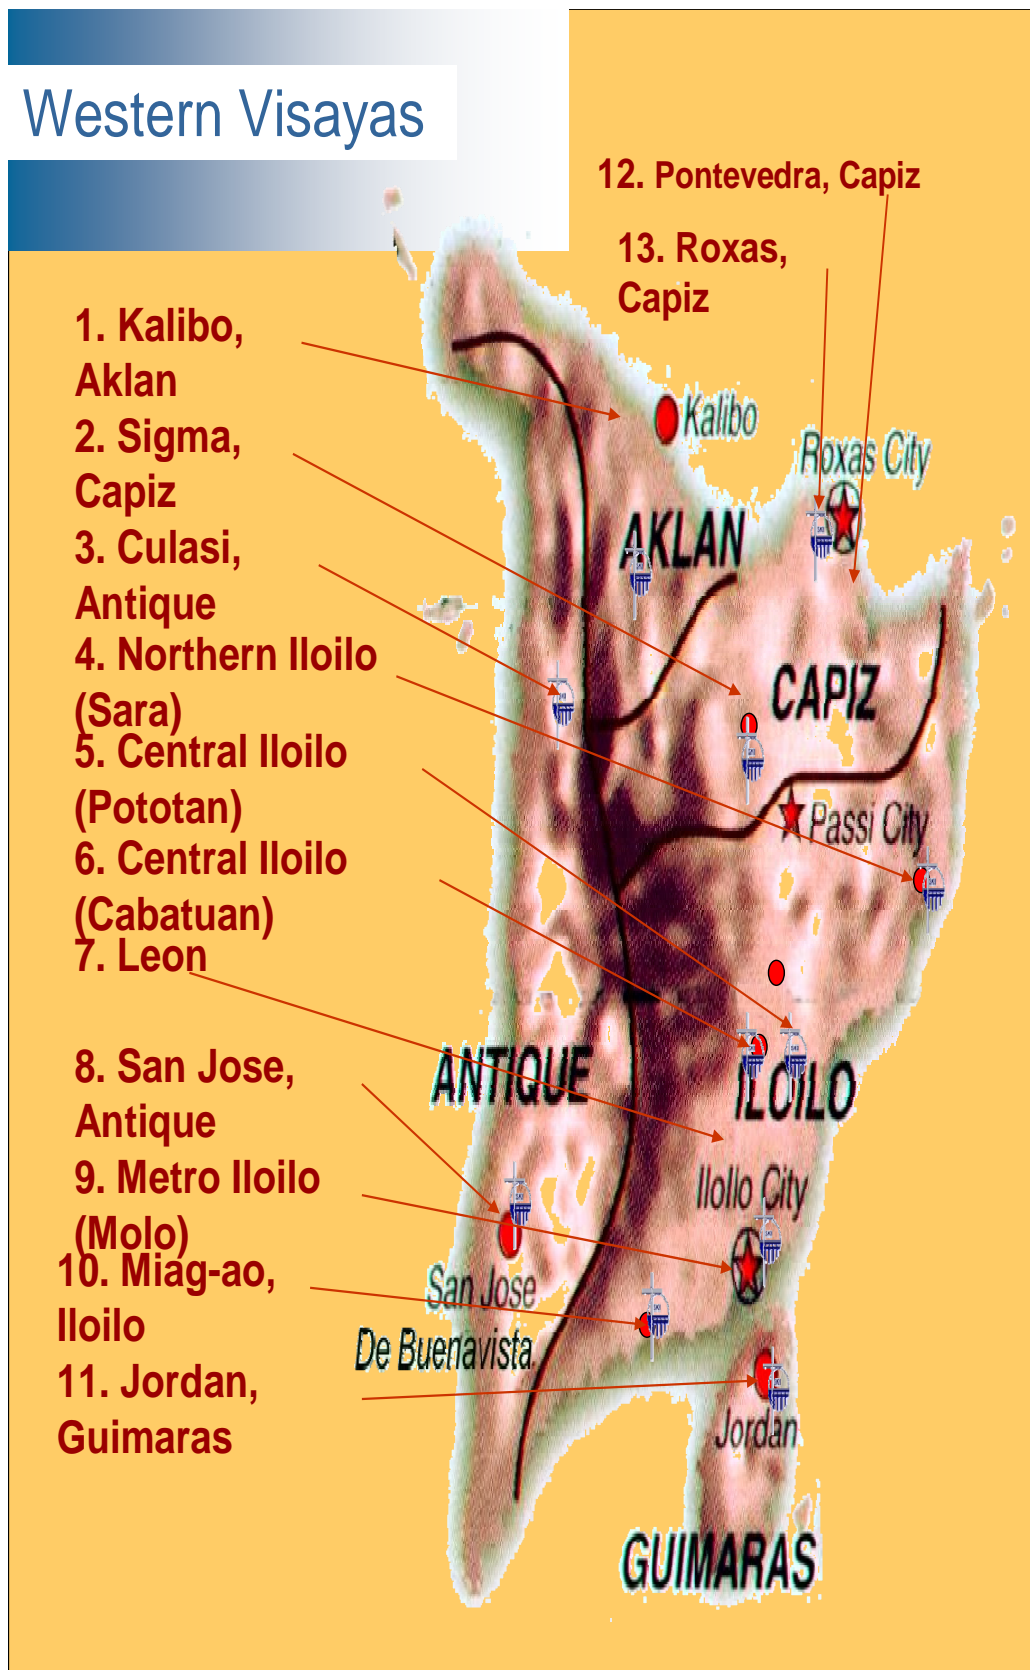 Western Visayas
12. Pontevedra, Capiz
13. Roxas,
Capiz
1. Kalibo,
Aklan
2. Sigma,
Capiz
3. Culasi,
Antique
4. Northern Iloilo
(Sara)
5. Central Iloilo
(Pototan)
6. Central Iloilo
(Cabatuan)
7. Leon
8. San Jose,
Antique
9. Metro Iloilo
(Molo)
10. Miag-ao,
Iloilo
11. Jordan,
Guimaras
Kalibo
Roxas City
AKLAN
CAPIZ
Passi City
ANTIQUE
ILOILO
Iloilo City
San Jose
De Buenavista
Jordan
GUIMARAS